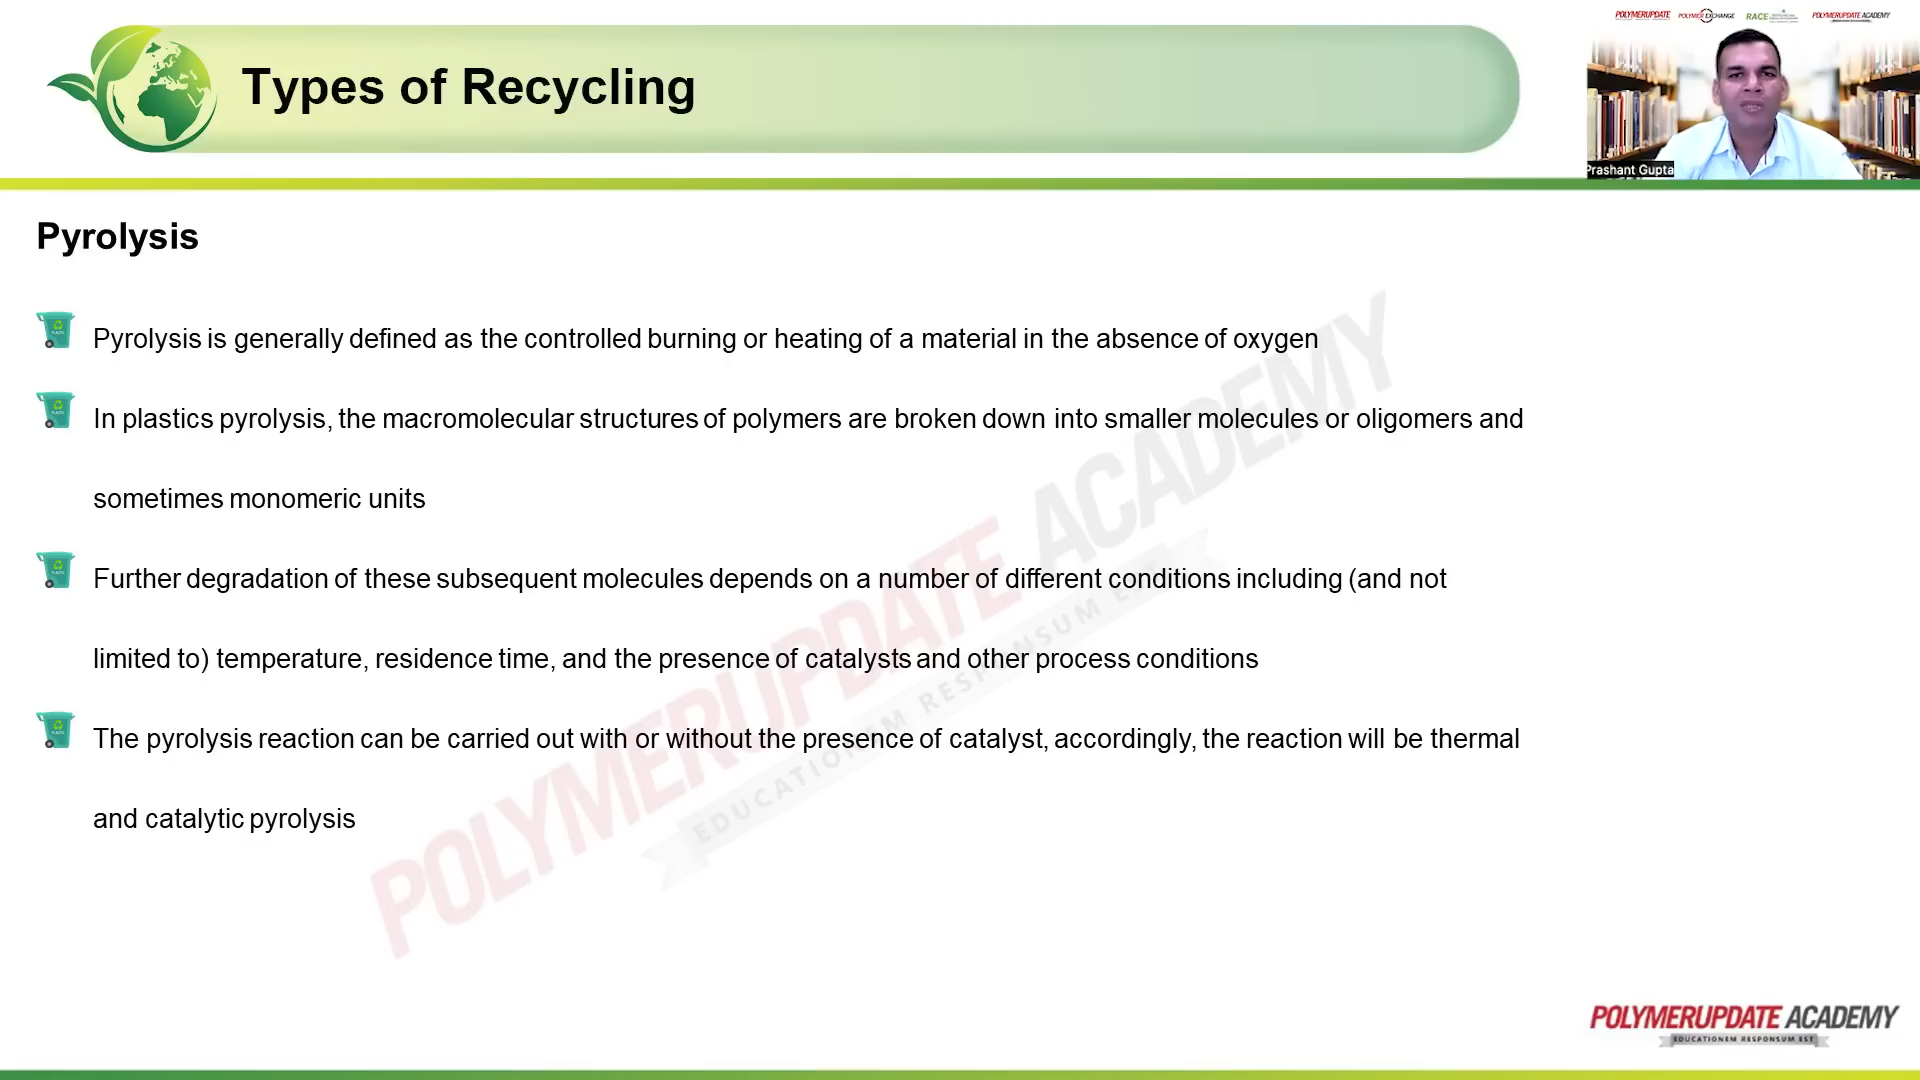 POLYMERUPDATE POLYMER EXCHANGE RACE POLYMERUPDATE ACADEMY
Types of Recycling
Prashant Gupta
Pyrolysis
Pyrolysis is generally defined as the controlled burning or heating of a material in the absence of oxygen
In plastics pyrolysis, the macromolecular structures of polymers are broken down into smaller molecules or oligomers and
sometimes monomeric units
Further degradation of these subsequent molecules depends on a number of different conditions including (and not
limited to) temperature, residence time, and the presence of catalysts and other process conditions
The pyrolysis reaction can be carried out with or without the presence of catalyst, accordingly, the reaction will be thermal
and catalytic pyrolysis
POLYMERUPDATE ACADEMY
EDUCATIONEM RESPONSUM EST
POLYMERUPDATE ACADEMY
EDUCATIONEM RESPONSUM EST